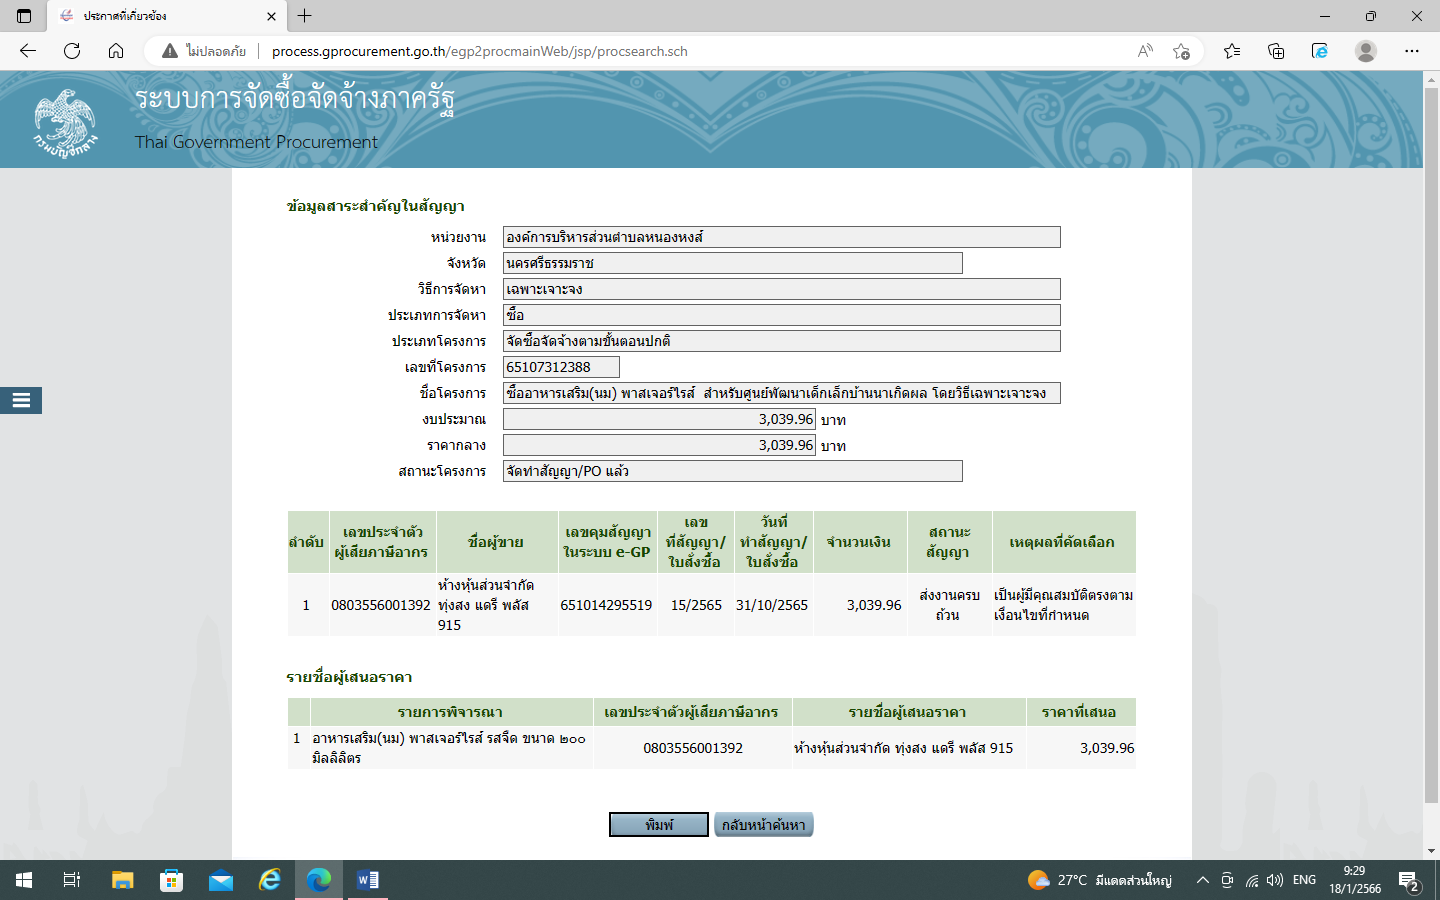 ประกาศที่เกี่ยวข้อง
ไม่ปลอดภัย
process.gprocurement.go.th/egp2procmainWeb/jsp/procsearch.sch
ระบบการจัดซื้อจัดจ้างภาครัฐ
Thai Government Procurement
กรมบัญชีกลาง
ข้อมูลสาระสำคัญในสัญญา
หน่วยงาน องค์การบริหารส่วนตำบลหนองหงส์
จังหวัด นครศรีธรรมราช
วิธีการจัดหา เฉพาะเจาะจง
ประเภทการจัดหา ซื้อ
ประเภทโครงการ จัดซื้อจัดจ้างตามขั้นตอนปกติ
เลขที่โครงการ 65107312388
ชื่อโครงการ ซื้ออาหารเสริม(นม) พาสเจอร์ไรส์ สำหรับศูนย์พัฒนาเด็กเล็กบ้านนาเกิดผล โดยวิธีเฉพาะเจาะจง
งบประมาณ 3,039.96 บาท
ราคากลาง 3,039.96 บาท
สถานะโครงการ จัดทำสัญญา/PO แล้ว
ลำดับ เลขประจำตัวผู้เสียภาษีอากร ชื่อผู้ขาย เลขคุมสัญญาในระบบ e-GP เลขที่สัญญา/ใบสั่งซื้อ วันที่ทำสัญญา/ใบสั่งซื้อ จำนวนเงิน สถานะสัญญา เหตุผลที่คัดเลือก
1 0803556001392 ห้างหุ้นส่วนจำกัด ทุ่งสง แดรี่ พลัส 915 651014295519 15/2565 31/10/2565 3,039.96 ส่งงานครบถ้วน เป็นผู้มีคุณสมบัติตรงตามเงื่อนไขที่กำหนด
รายชื่อผู้เสนอราคา
รายการพิจารณา เลขประจำตัวผู้เสียภาษีอากร รายชื่อผู้เสนอราคา ราคาที่เสนอ
1 อาหารเสริม(นม) พาสเจอร์ไรส์ รสจืด ขนาด ๒๐๐ มิลลิลิตร 0803556001392 ห้างหุ้นส่วนจำกัด ทุ่งสง แดรี่ พลัส 915 3,039.96
พิมพ์ กลับหน้าค้นหา
27°C มีแดดส่วนใหญ่ ENG 9:29
18/1/2566 2